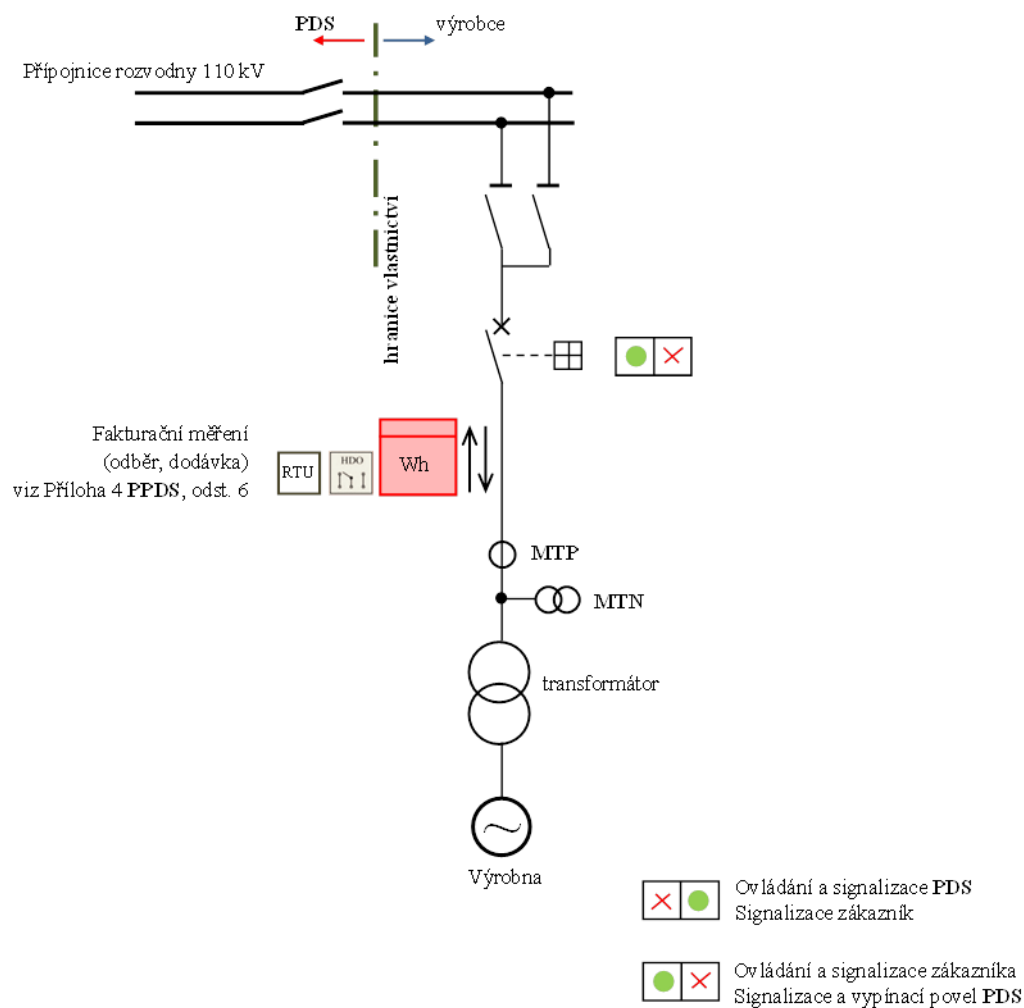 PDS
výrobce
Přípojnice rozvodny 110 kV
hranice vlastnictví
Fakturační měření
(odběr, dodávka)
viz Příloha 4 PPDS, odst. 6
RTU
HDO
Wh
MTP
MTN
transformátor
Výrobna
Ovládání a signalizace PDS
Signalizace zákazník
Ovládání a signalizace zákazníka
Signalizace a vypínací povel PDS